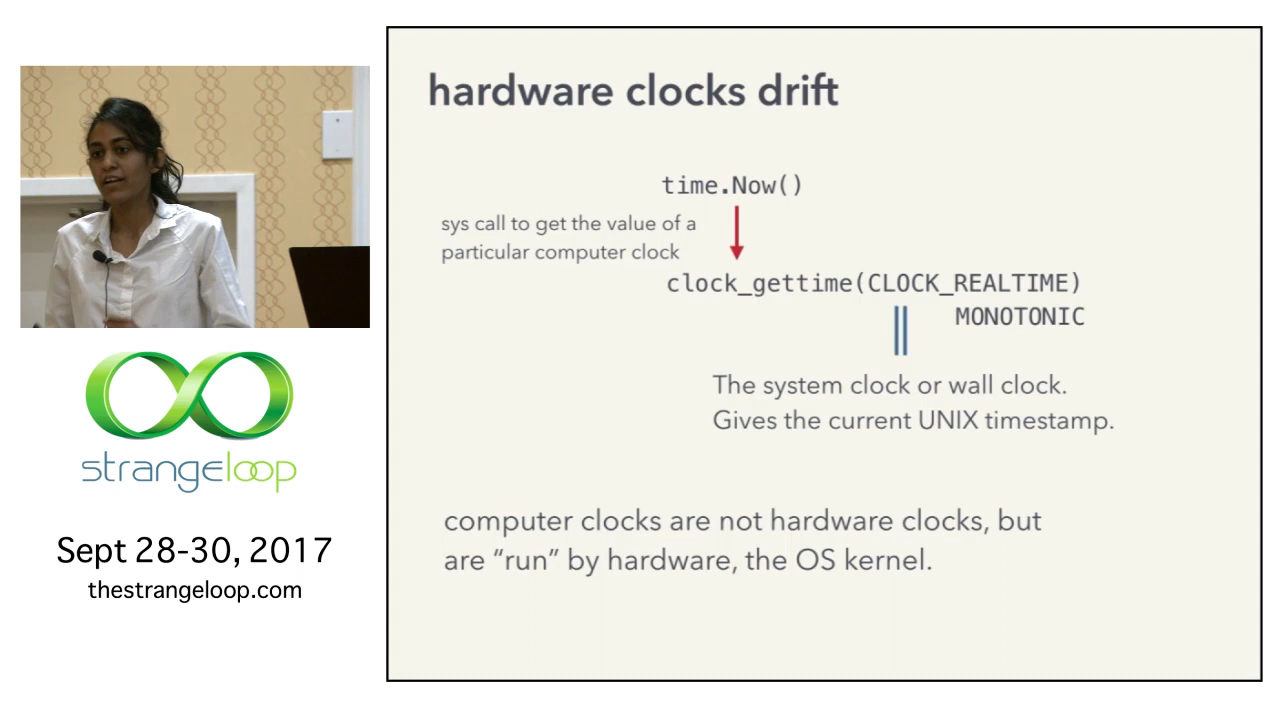 strangeloop
Sept 28-30, 2017
thestrangeloop.com
hardware clocks drift
time.Now()
sys call to get the value of a
particular computer clock
clock_gettime(CLOCK_REALTIME)
MONOTONIC
The system clock or wall clock.
Gives the current UNIX timestamp.
computer clocks are not hardware clocks, but
are “run” by hardware, the OS kernel.